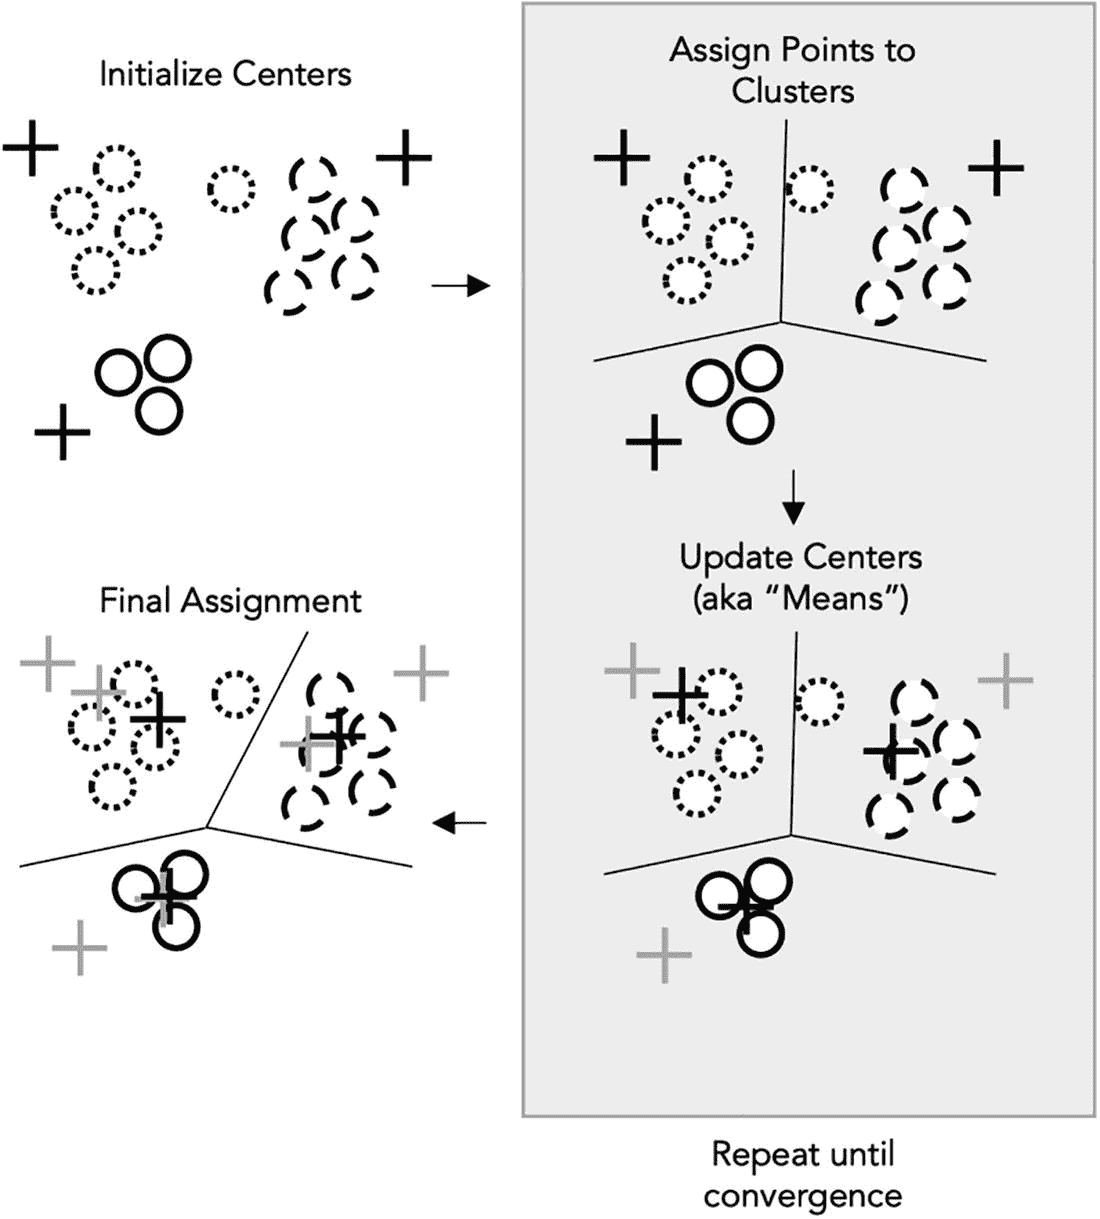 Initialize Centers
Assign Points to
Clusters
Update Centers
(aka “Means”)
Final Assignment
Repeat until
convergence